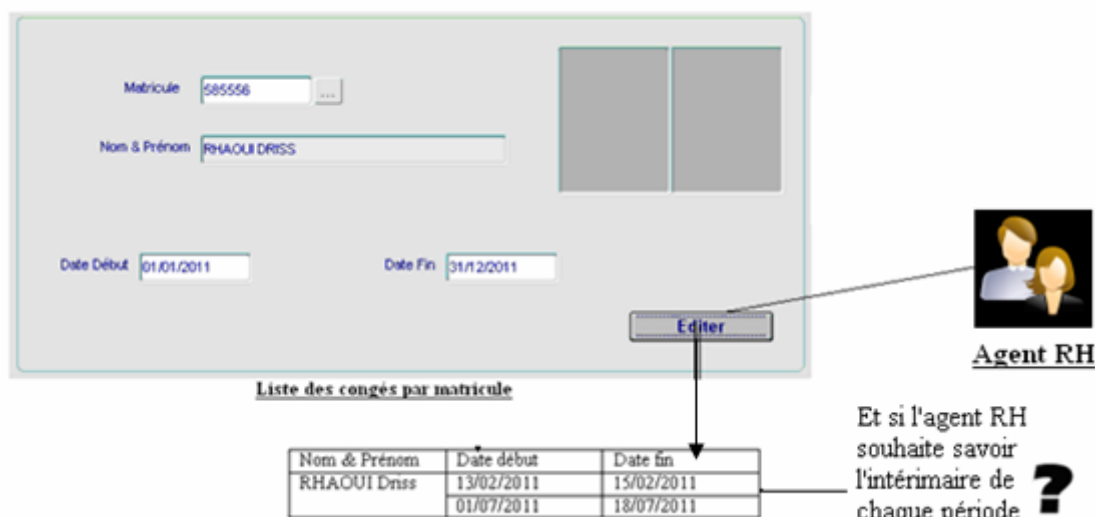 Matricule 585556 ...
Nom & Prénom RHAOUI DRISS
Date Début 01/01/2011 Date Fin 31/12/2011
Editer
Agent RH
Liste des congés par matricule
Et si l'agent RH
souhaite savoir
l'intérimaire de
chaque période
?
Nom & Prénom Date début Date fin
RHAOUI Driss 13/02/2011 15/02/2011
01/07/2011 18/07/2011